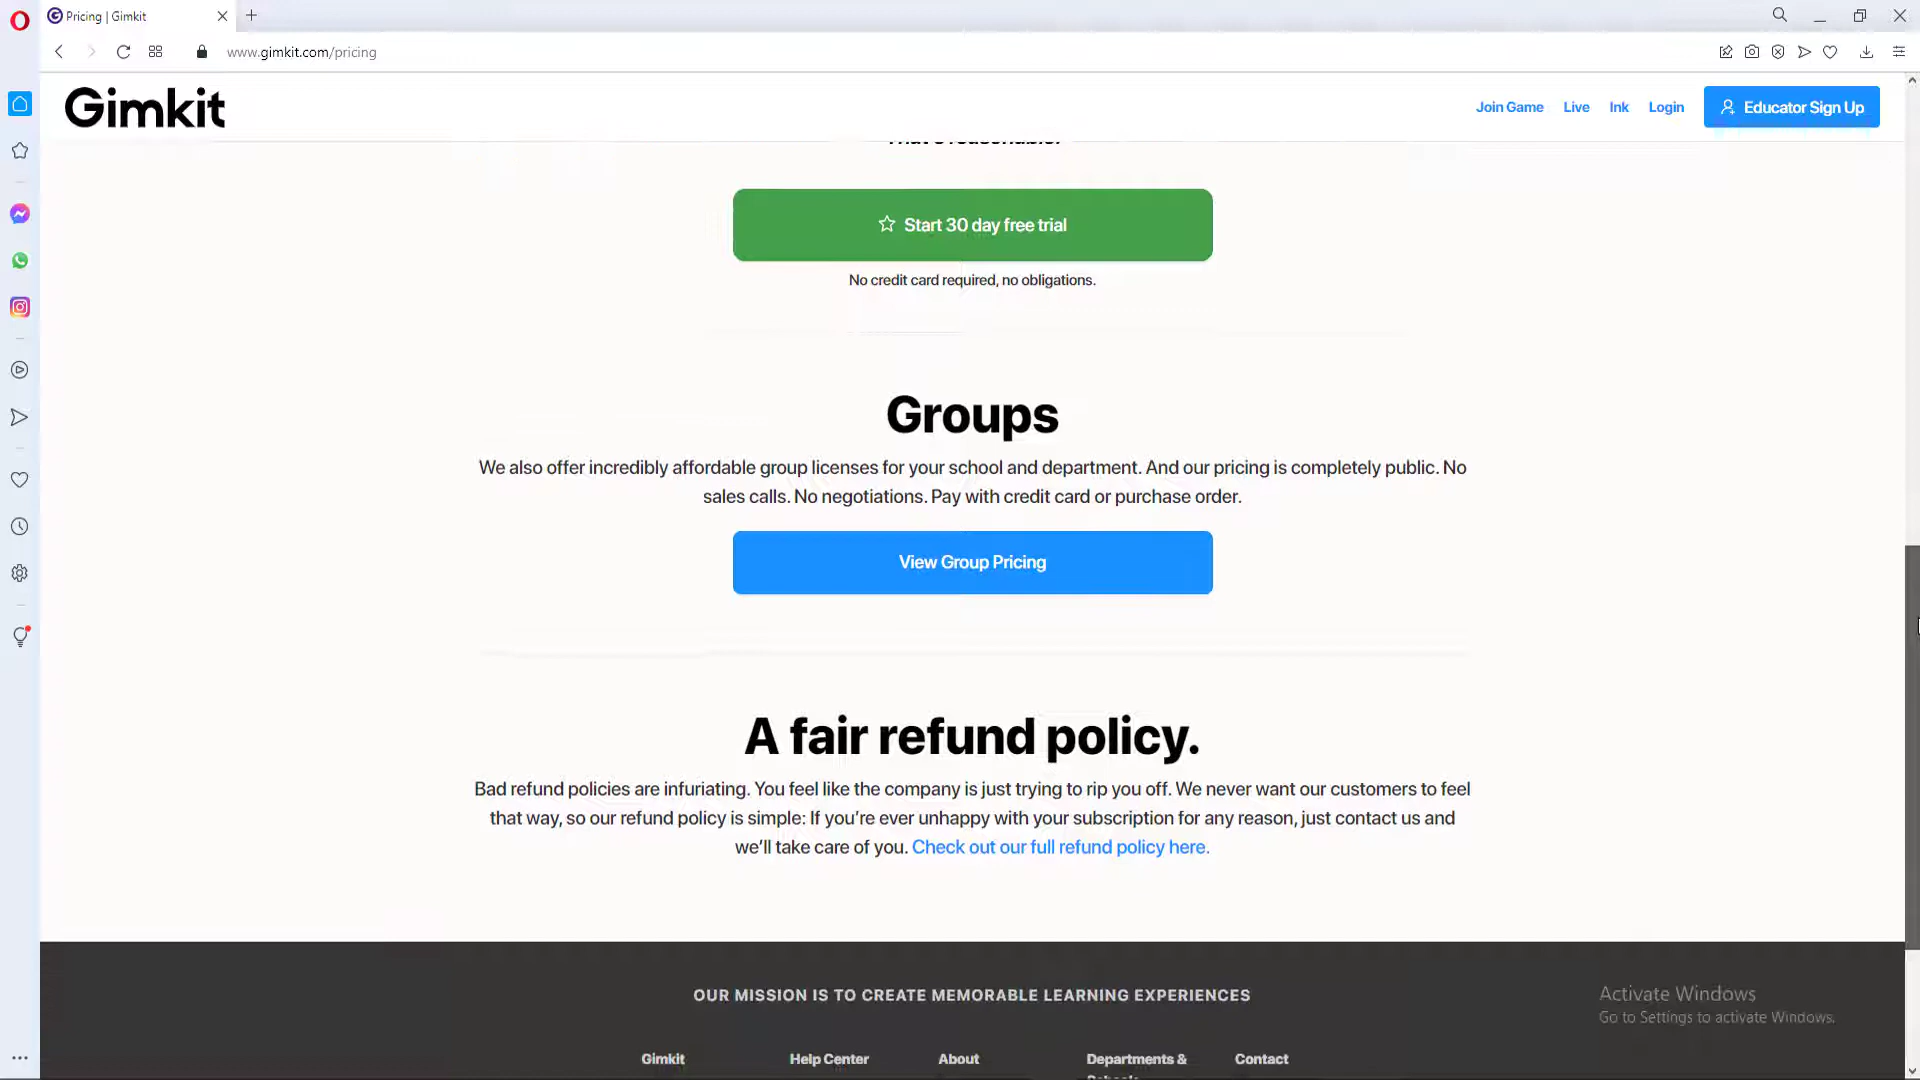 Pricing | Gimkit
www.gimkit.com/pricing
Gimkit
Join Game
Live
Ink
Login
Educator Sign Up
Start 30 day free trial
No credit card required, no obligations.
Groups
We also offer incredibly affordable group licenses for your school and department. And our pricing is completely public. No
sales calls. No negotiations. Pay with credit card or purchase order.
View Group Pricing
A fair refund policy.
Bad refund policies are infuriating. You feel like the company is just trying to rip you off. We never want our customers to feel
that way, so our refund policy is simple: If you’re ever unhappy with your subscription for any reason, just contact us and
we’ll take care of you. Check out our full refund policy here.
OUR MISSION IS TO CREATE MEMORABLE LEARNING EXPERIENCES
Activate Windows
Go to Settings to activate Windows.
Gimkit
Help Center
About
Departments &
Contact